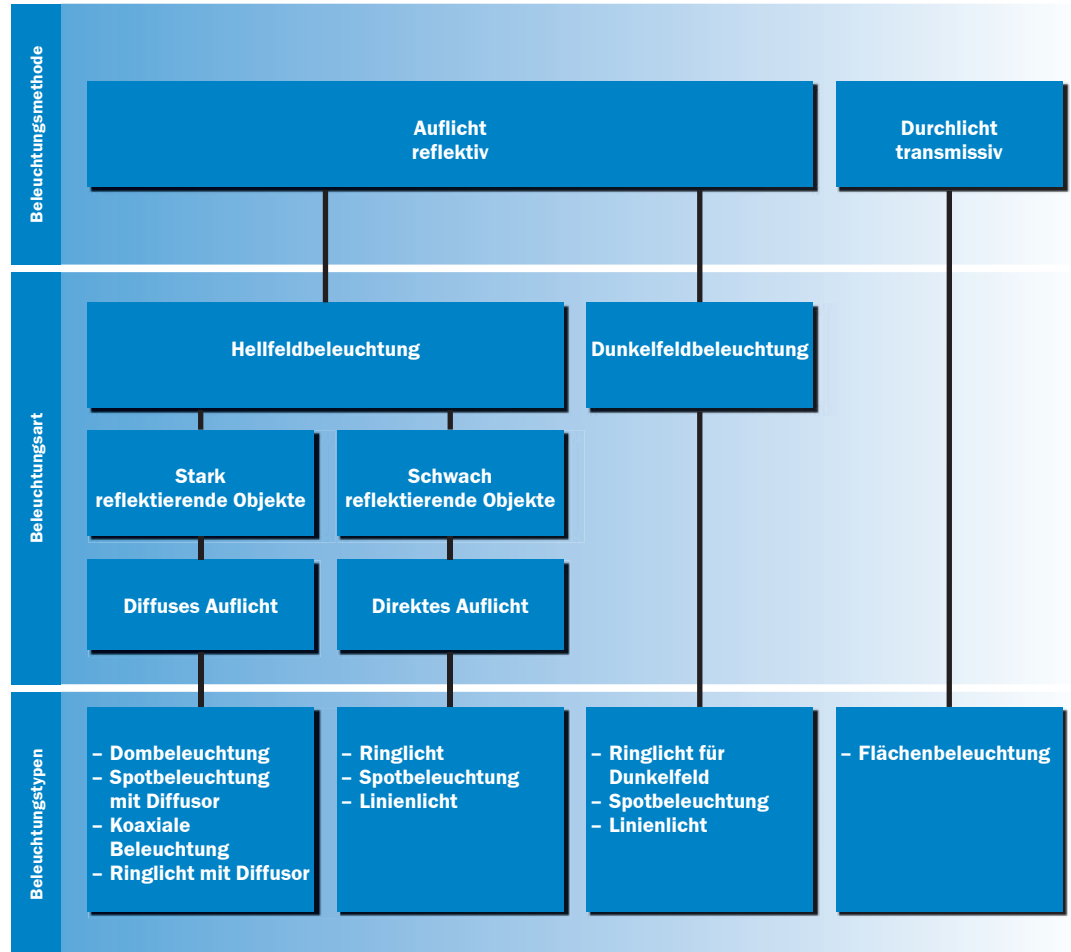 Beleuchtungsmethode
Auflicht
reflektiv
Durchlicht
transmissiv
Beleuchtungsart
Hellfeldbeleuchtung
Dunkelfeldbeleuchtung
Stark
reflektierende Objekte
Schwach
reflektierende Objekte
Diffuses Auflicht
Direktes Auflicht
Beleuchtungstypen
– Dombeleuchtung
– Spotbeleuchtung
mit Diffusor
– Koaxiale
Beleuchtung
– Ringlicht mit Diffusor
– Ringlicht
– Spotbeleuchtung
– Linienlicht
– Ringlicht für
Dunkelfeld
– Spotbeleuchtung
– Linienlicht
– Flächenbeleuchtung